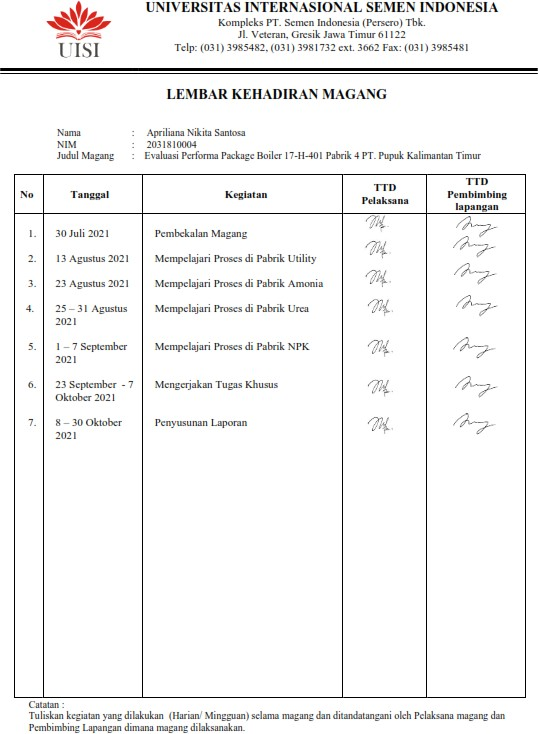 UNIVERSITAS INTERNASIONAL SEMEN INDONESIA
Kompleks PT. Semen Indonesia (Persero) Tbk.
Jl. Veteran, Gresik Jawa Timur 61122
Telp: (031) 3985482, (031) 3981732 ext. 3662 Fax: (031) 3985481
UISI
LEMBAR KEHADIRAN MAGANG
Nama : Apriliana Nikita Santosa
NIM : 2031810004
Judul Magang : Evaluasi Performa Package Boiler 17-H-401 Pabrik 4 PT. Pupuk Kalimantan Timur
No Tanggal Kegiatan TTD Pelaksana TTD Pembimbing lapangan
1. 30 Juli 2021 Pembekalan Magang
2. 13 Agustus 2021 Mempelajari Proses di Pabrik Utility
3. 23 Agustus 2021 Mempelajari Proses di Pabrik Amonia
4. 25 – 31 Agustus 2021 Mempelajari Proses di Pabrik Urea
5. 1 – 7 September 2021 Mempelajari Proses di Pabrik NPK
6. 23 September - 7 Oktober 2021 Mengerjakan Tugas Khusus
7. 8 – 30 Oktober 2021 Penyusunan Laporan
Catatan :
Tuliskan kegiatan yang dilakukan (Harian/ Mingguan) selama magang dan ditandatangani oleh Pelaksana magang dan
Pembimbing Lapangan dimana magang dilaksanakan.